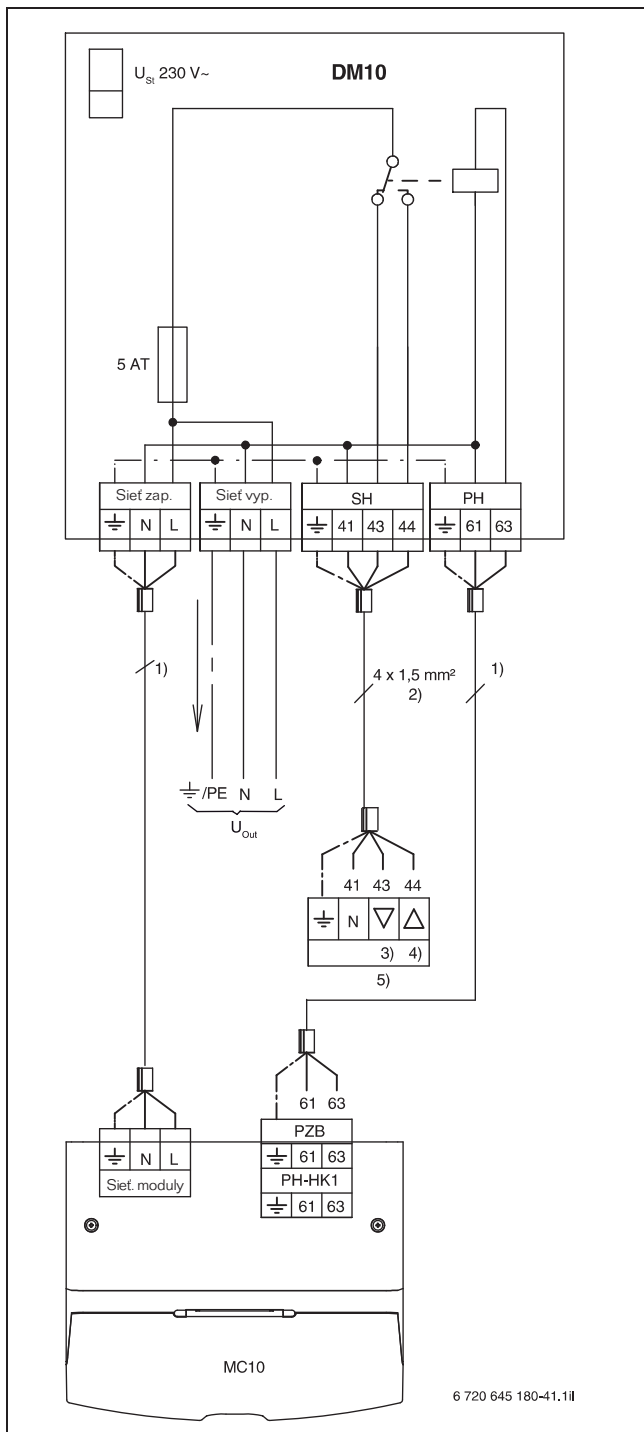 U_St 230 V~
DM10
5 AT
Sieť zap.
Sieť vyp.
SH
PH
⏚ N L
⏚ N L
⏚ 41 43 44
⏚ 61 63
1)
4 x 1,5 mm²
2)
1)
⏚/PE N L
U_Out
41 43 44
⏚ N ▽ △
3) 4)
5)
61 63
PZB
⏚ N L
⏚ 61 63
Sieť. moduly
PH-HK1
⏚ 61 63
MC10
6 720 645 180-41.1il